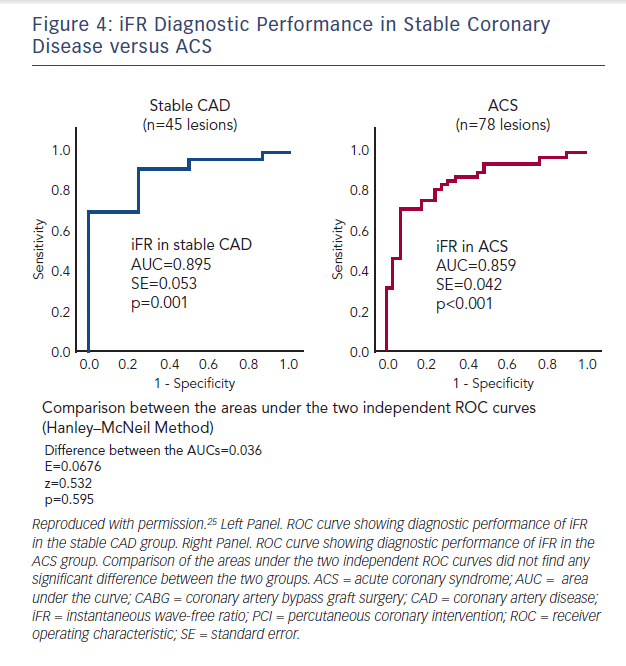 Figure 4: iFR Diagnostic Performance in Stable Coronary
Disease versus ACS
Stable CAD
(n=45 lesions)
1.0
0.8
0.6
0.4
0.2
0.0
Sensitivity
iFR in stable CAD
AUC=0.895
SE=0.053
p=0.001
0.0 0.2 0.4 0.6 0.8 1.0
1 - Specificity
ACS
(n=78 lesions)
1.0
0.8
0.6
0.4
0.2
0.0
Sensitivity
iFR in ACS
AUC=0.859
SE=0.042
p<0.001
0.0 0.2 0.4 0.6 0.8 1.0
1 - Specificity
Comparison between the areas under the two independent ROC curves
(Hanley–McNeil Method)
Difference between the AUCs=0.036
E=0.0676
z=0.532
p=0.595
Reproduced with permission.²⁵ Left Panel. ROC curve showing diagnostic performance of iFR
in the stable CAD group. Right Panel. ROC curve showing diagnostic performance of iFR in the
ACS group. Comparison of the areas under the two independent ROC curves did not find any
significant difference between the two groups. ACS = acute coronary syndrome; AUC = area
under the curve; CABG = coronary artery bypass graft surgery; CAD = coronary artery disease;
iFR = instantaneous wave-free ratio; PCI = percutaneous coronary intervention; ROC = receiver
operating characteristic; SE = standard error.